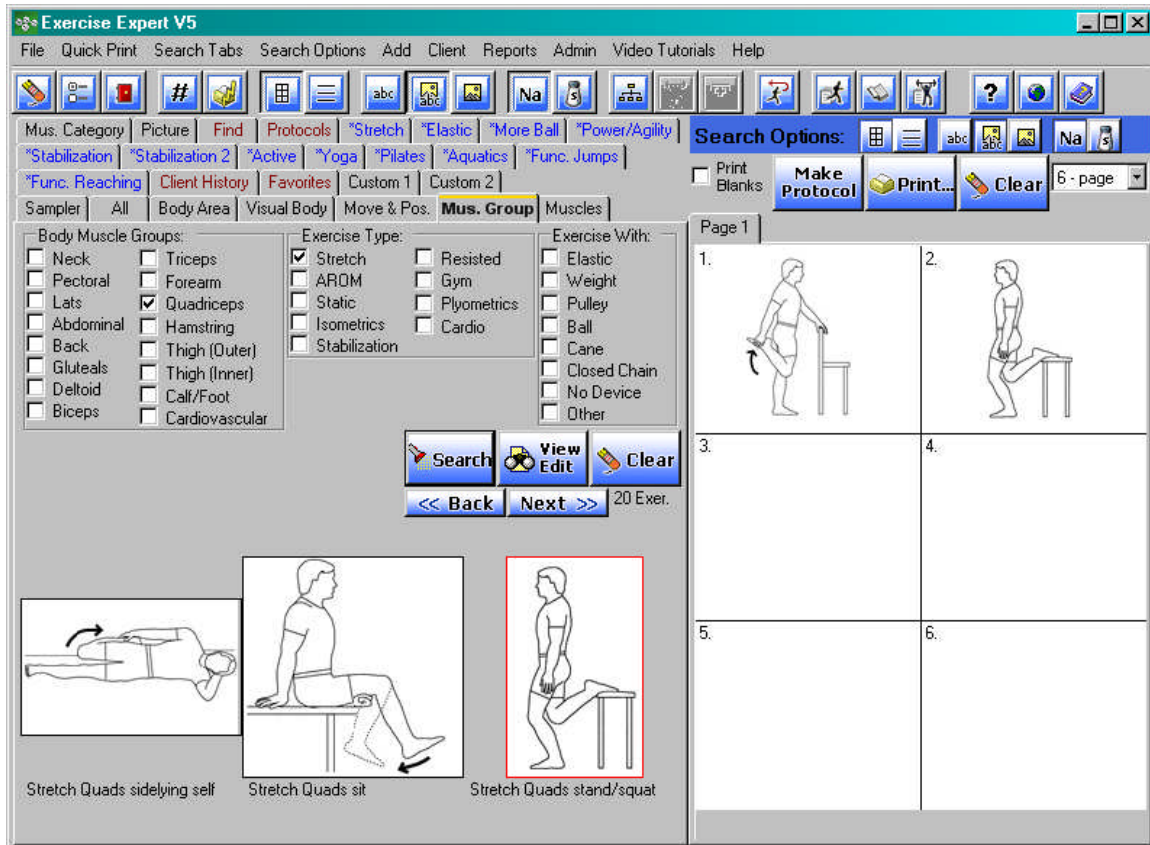 Exercise Expert V5
File Quick Print Search Tabs Search Options Add Client Reports Admin Video Tutorials Help
# abc abc Na s ?
Mus. Category Picture Find Protocols *Stretch *Elastic *More Ball *Power/Agility
*Stabilization *Stabilization 2 *Active *Yoga *Pilates *Aquatics *Func. Jumps
*Func. Reaching Client History Favorites Custom 1 Custom 2
Sampler All Body Area Visual Body Move & Pos. Mus. Group Muscles
Body Muscle Groups:
Neck
Pectoral
Lats
Abdominal
Back
Gluteals
Deltoid
Biceps
Triceps
Forearm
Quadriceps
Hamstring
Thigh (Outer)
Thigh (Inner)
Calf/Foot
Cardiovascular
Exercise Type:
Stretch
AROM
Static
Isometrics
Stabilization
Resisted
Gym
Plyometrics
Cardio
Exercise With:
Elastic
Weight
Pulley
Ball
Cane
Closed Chain
No Device
Other
Search View Edit Clear
<< Back Next >> 20 Exer.
Stretch Quads sidelying self
Stretch Quads sit
Stretch Quads stand/squat
Search Options: abc abc Na s
Print
Blanks
Make
Protocol
Print...
Clear
6 - page
Page 1
1. 2.
3. 4.
5. 6.